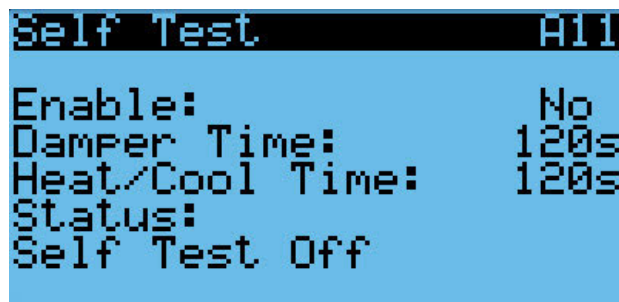 Self Test A11
Enable: No
Damper Time: 120s
Heat/Cool Time: 120s
Status:
Self Test Off